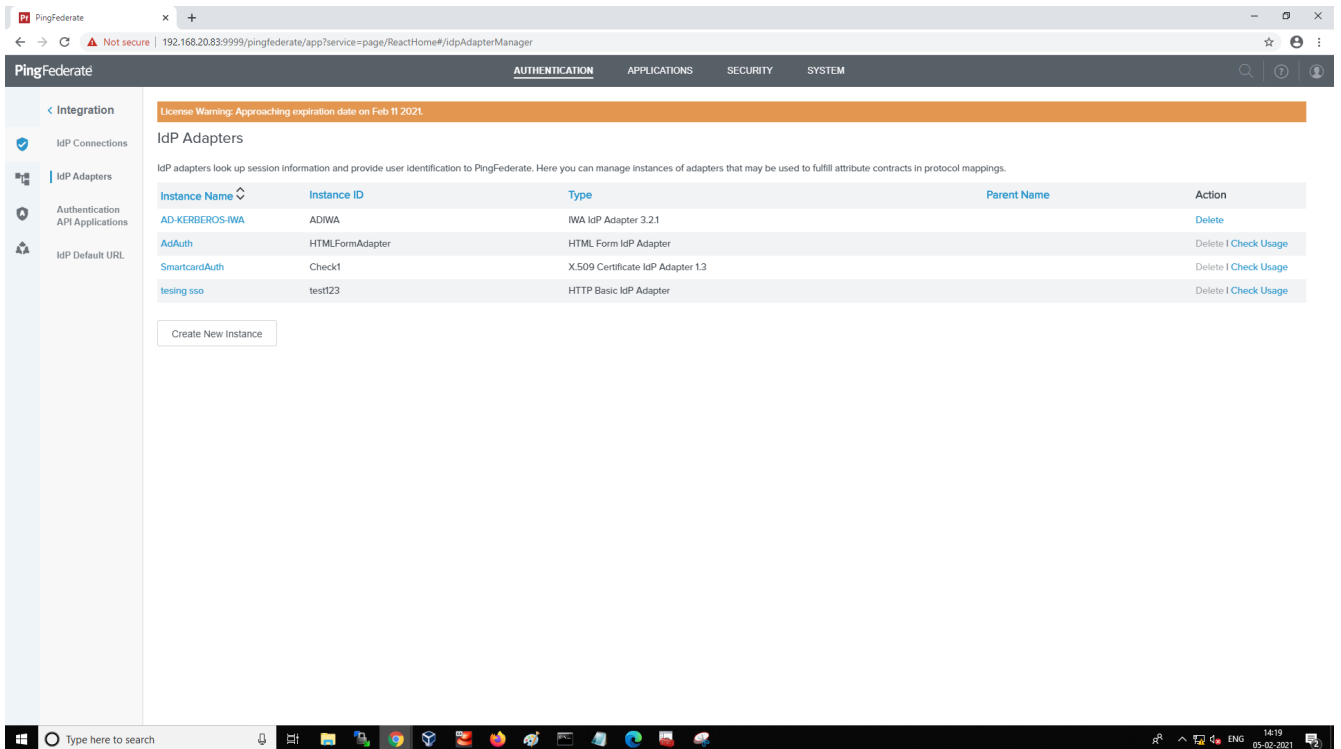 Pr PingFederate
Not secure 192.168.20.83:9999/pingfederate/app?service=page/ReactHome#/idpAdapterManager
PingFederate AUTHENTICATION APPLICATIONS SECURITY SYSTEM
Integration
IdP Connections
IdP Adapters
Authentication
API Applications
IdP Default URL
License Warning: Approaching expiration date on Feb 11 2021.
IdP Adapters
IdP adapters look up session information and provide user identification to PingFederate. Here you can manage instances of adapters that may be used to fulfill attribute contracts in protocol mappings.
Instance Name Instance ID Type Parent Name Action
AD-KERBEROS-IWA ADIWA IWA IdP Adapter 3.2.1 Delete
AdAuth HTMLFormAdapter HTML Form IdP Adapter Delete | Check Usage
SmartcardAuth Check1 X.509 Certificate IdP Adapter 1.3 Delete | Check Usage
tesing sso test123 HTTP Basic IdP Adapter Delete | Check Usage
Create New Instance
Type here to search ENG 14:19
05-02-2021